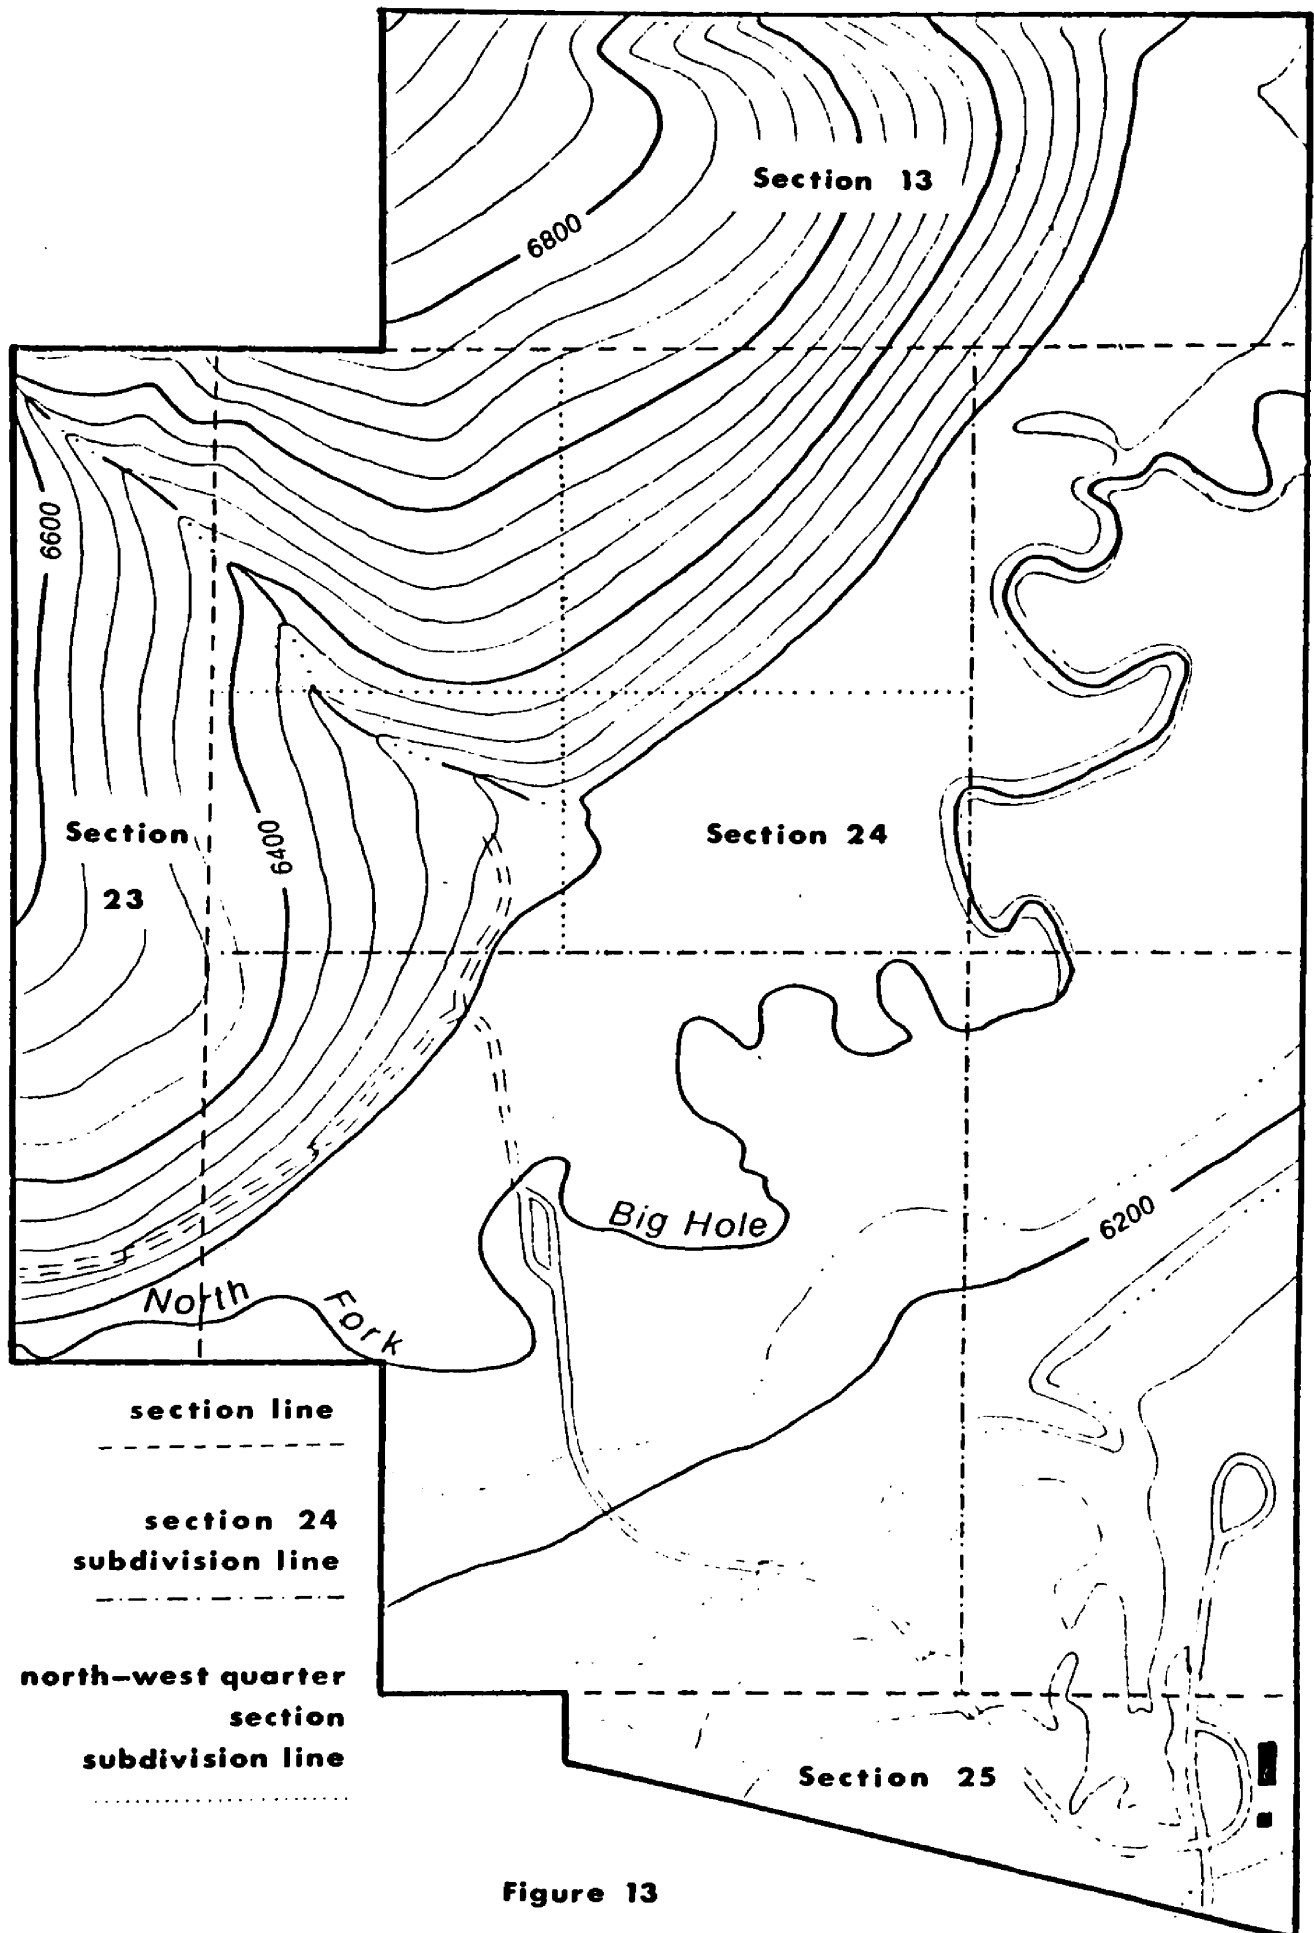 Section 13
6800
6600
Section
23
6400
Section 24
Big Hole
6200
North Fork
section line
section 24
subdivision line
north-west quarter
section
subdivision line
Section 25
Figure 13